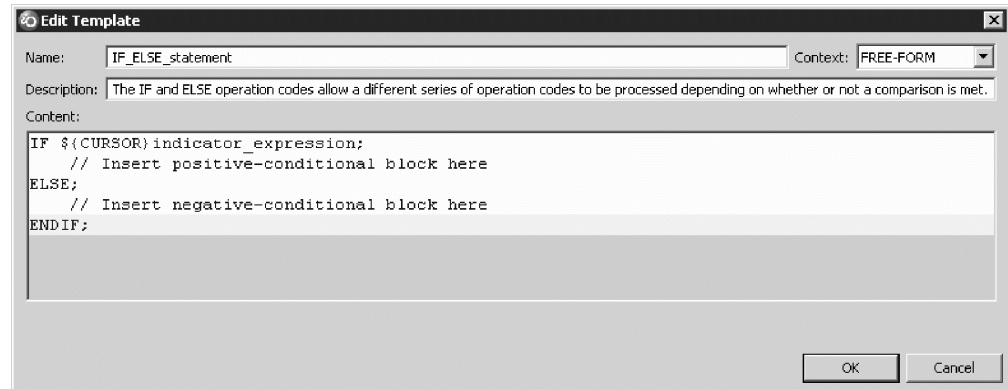 Edit Template
Name: IF_ELSE_statement Context: FREE-FORM
Description: The IF and ELSE operation codes allow a different series of operation codes to be processed depending on whether or not a comparison is met.
Content:
IF ${CURSOR}indicator_expression;
    // Insert positive-conditional block here
ELSE;
    // Insert negative-conditional block here
ENDIF;
OK Cancel